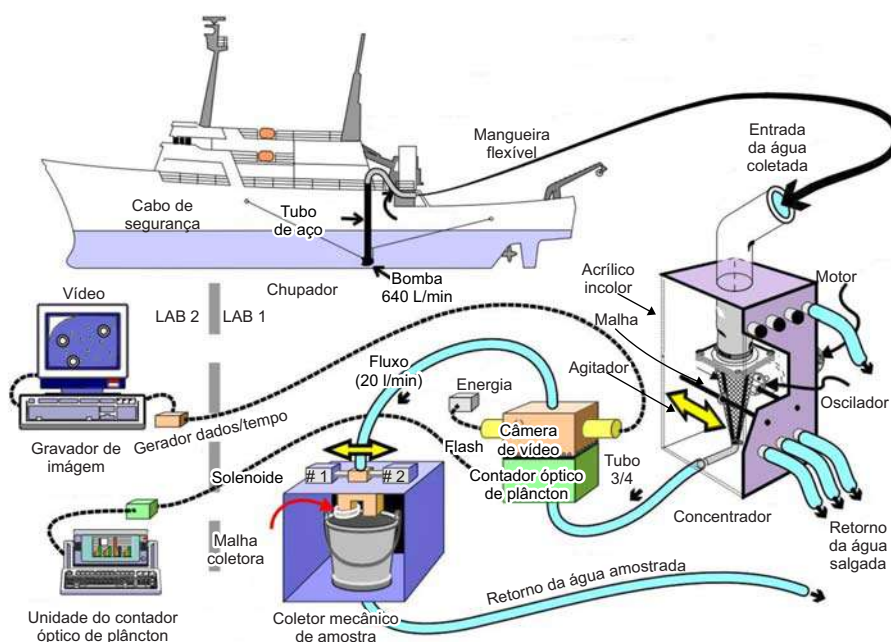 Mangueira
flexível
Entrada
da água
coletada
Cabo de
segurança
Tubo
de aço
Bomba
640 L/min
Chupador
Acrílico
incolor
Motor
Malha
Agitador
Oscilador
Vídeo
LAB 2
LAB 1
Fluxo
(20 l/min)
Energia
Gerador dados/tempo
Gravador de
imágem
Flash
Câmera
de vídeo
Contador óptico
de plâncton
Tubo
3/4
Concentrador
Retorno
da água
salgada
Solenoide
# 1
# 2
Malha
coletora
Retorno da água amostrada
Unidade do contador
óptico de plâncton
Coletor mecânico
de amostra